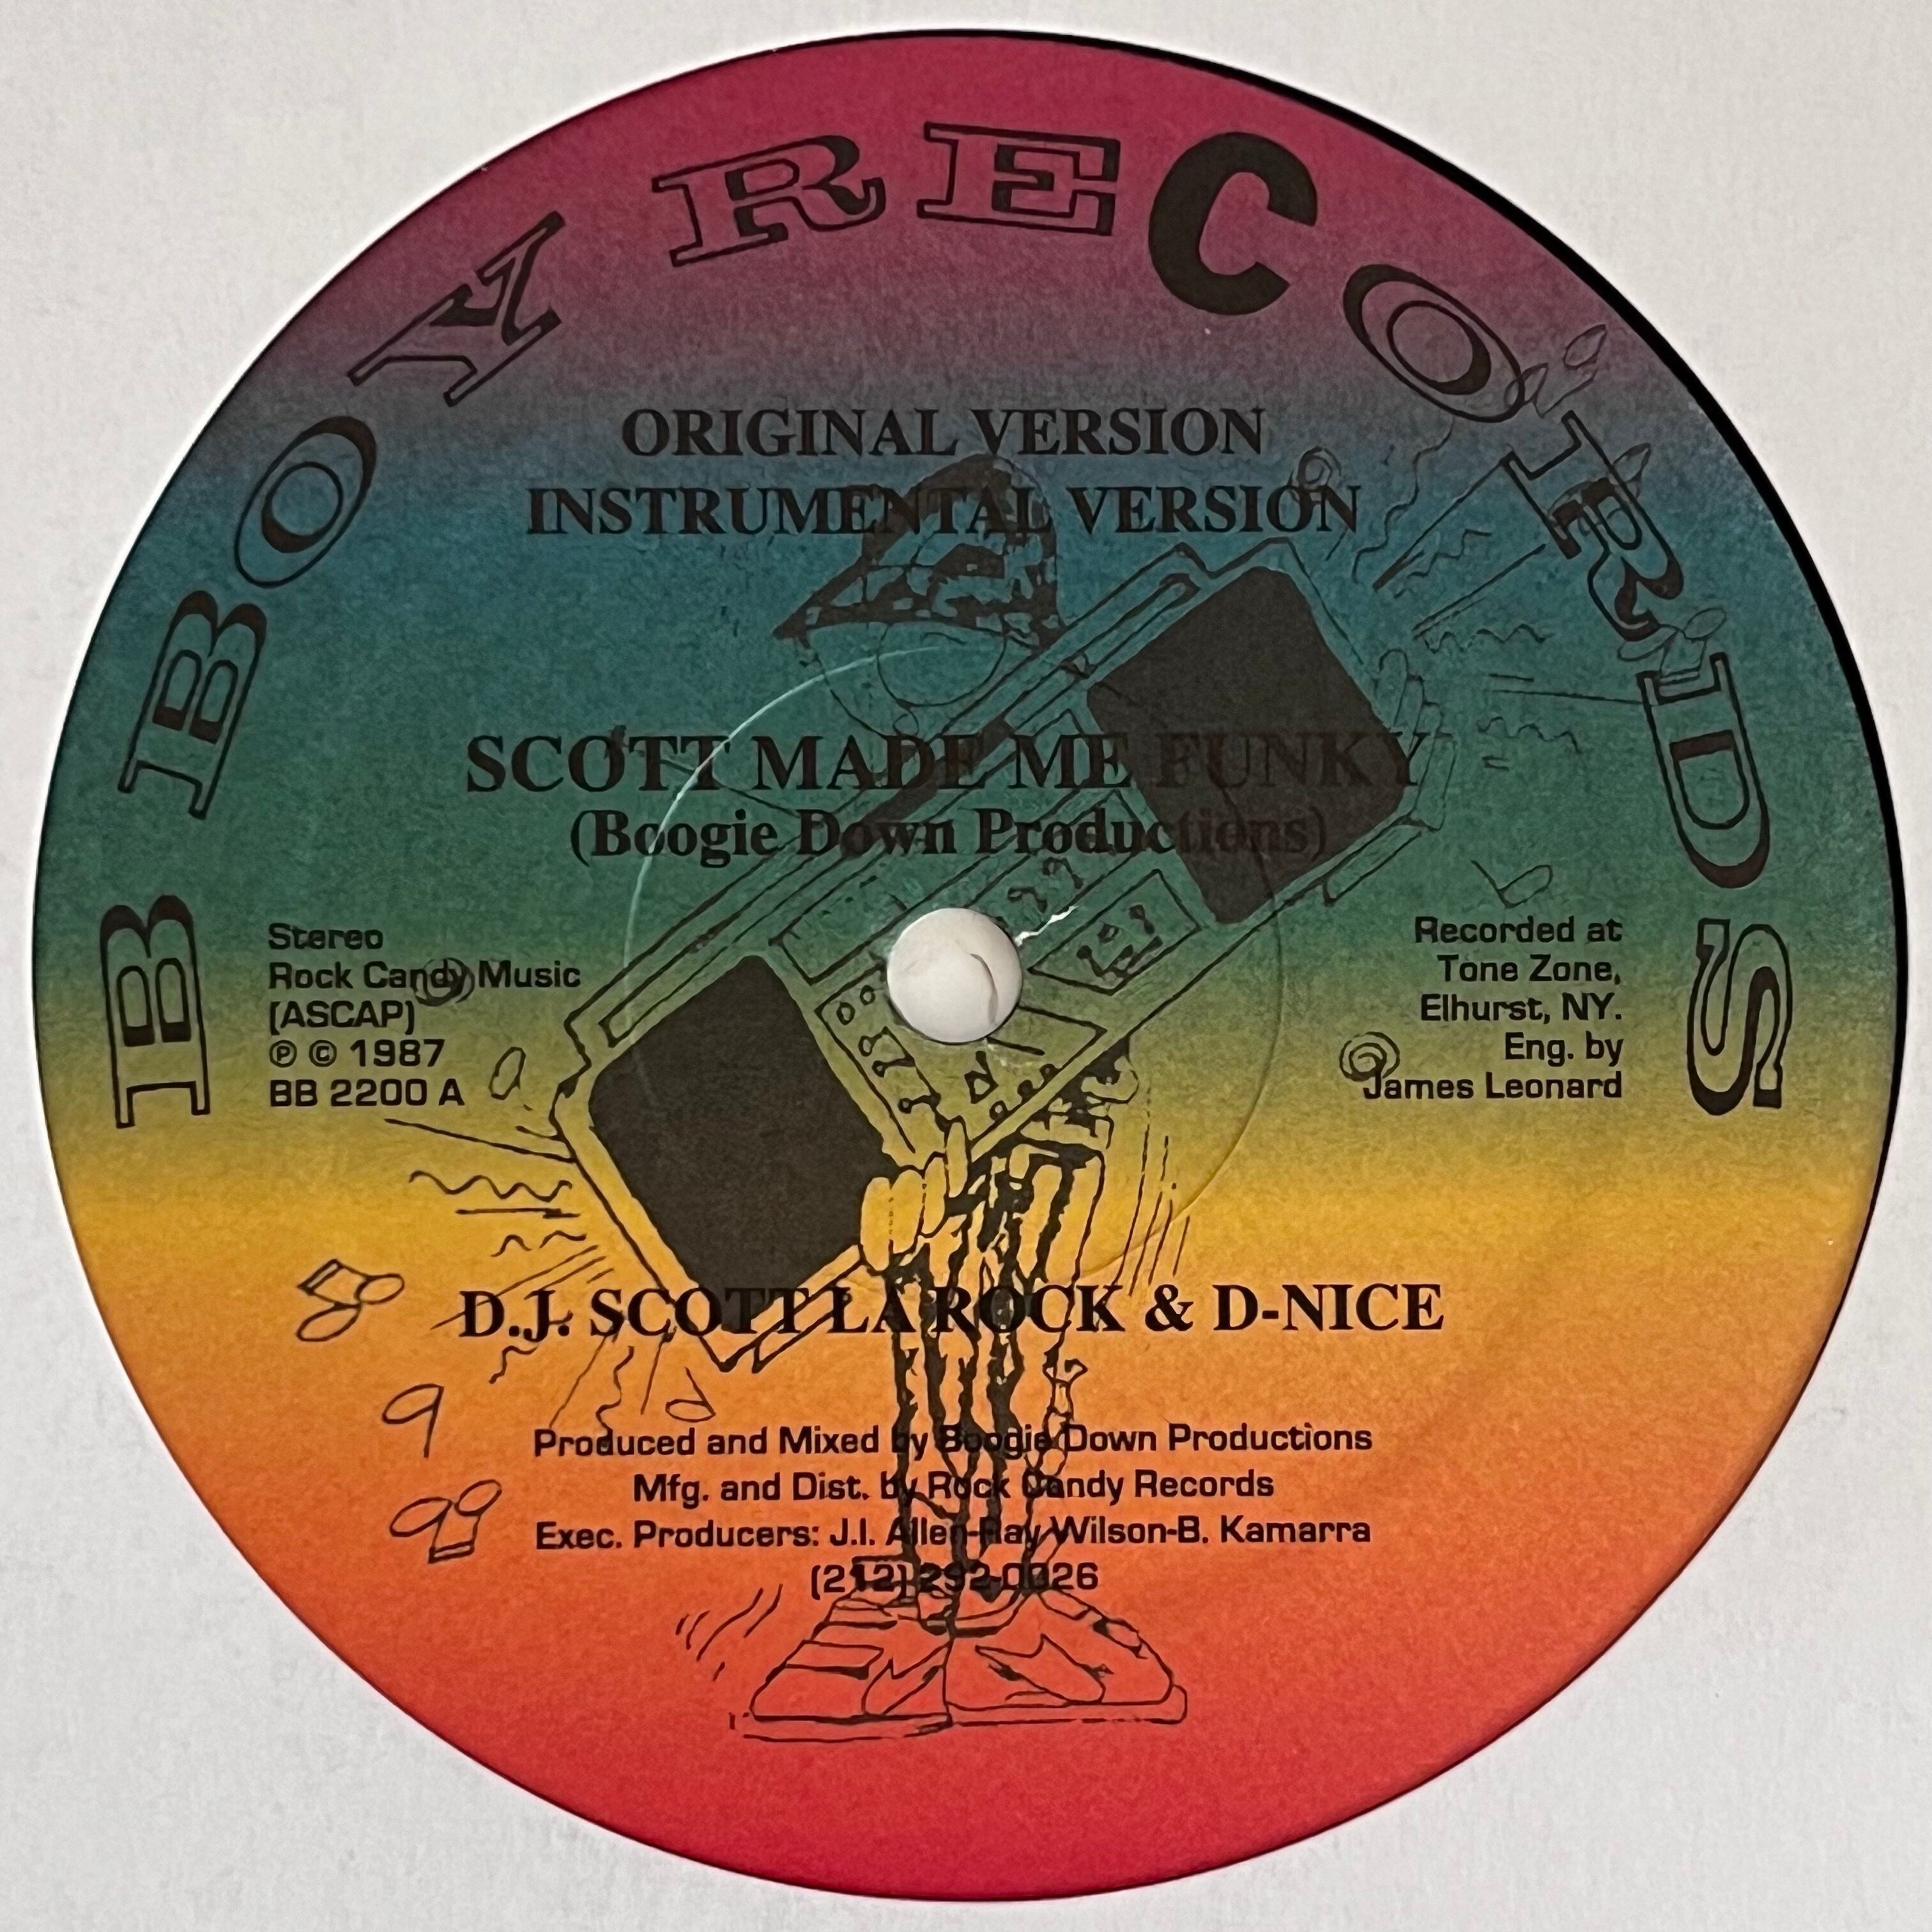 B BOY RECORDS
ORIGINAL VERSION
INSTRUMENTAL VERSION
SCOTT MADE ME FUNKY
(Boogie Down Productions)
Stereo
Rock Candy Music
(ASCAP)
Ⓟ © 1987
BB 2200 A
Recorded at
Tone Zone,
Elhurst, NY.
Eng. by
James Leonard
D.J. SCOTT LA ROCK & D-NICE
Produced and Mixed by Boogie Down Productions
Mfg. and Dist. by Rock Candy Records
Exec. Producers: J.I. Allen-Ray Wilson-B. Kamarra
(212) 292-0026